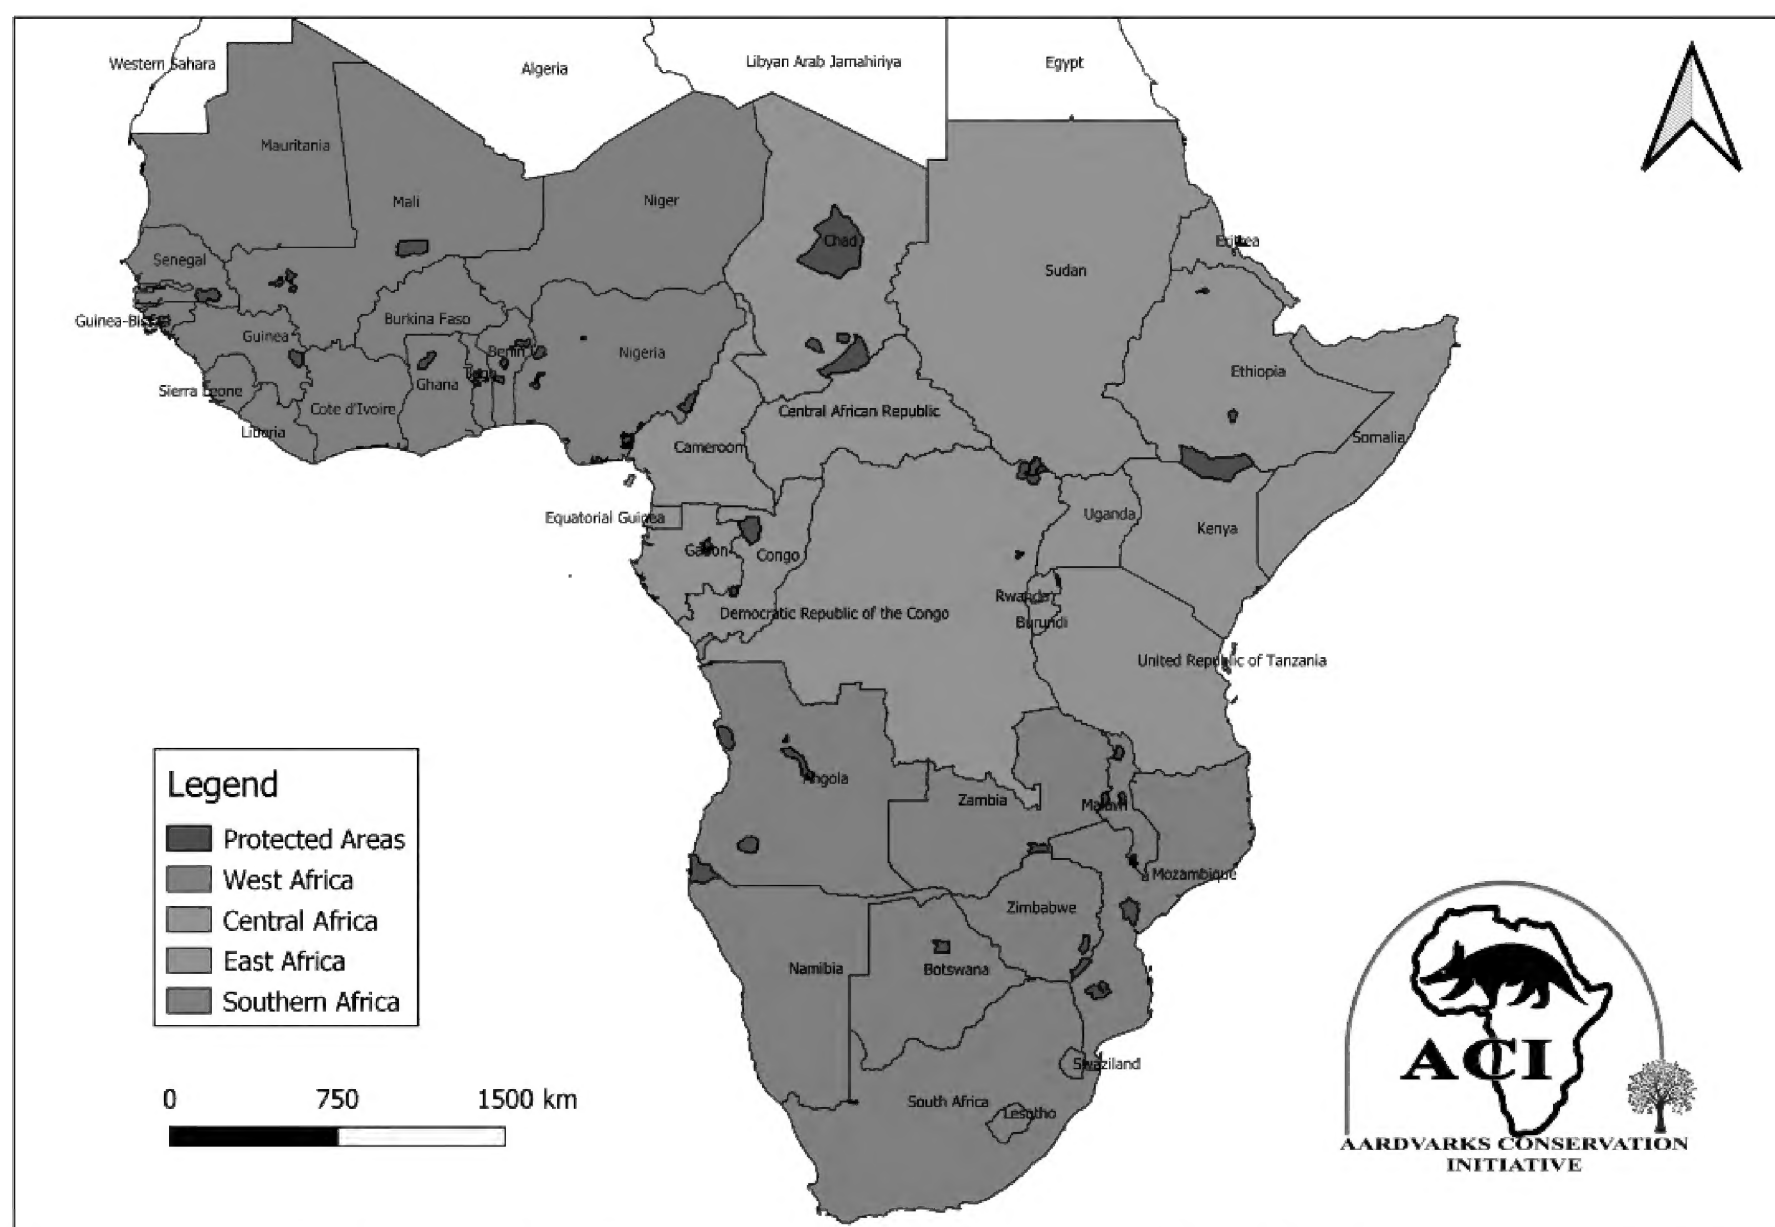 Western Sahara
Algeria
Libyan Arab Jamahiriya
Egypt
Mauritania
Mali
Niger
Chad
Eritrea
Senegal
Sudan
Guinea-Bissau
Burkina Faso
Guinea
Benin
Nigeria
Ethiopia
Togo
Sierra Leone
Ghana
Cote d'Ivoire
Central African Republic
Liberia
Somalia
Cameroon
Equatorial Guinea
Uganda
Kenya
Gabon
Congo
Rwanda
Democratic Republic of the Congo
Burundi
United Republic of Tanzania
Angola
Zambia
Malawi
Mozambique
Zimbabwe
Namibia
Botswana
Swaziland
South Africa
Lesotho
Legend
Protected Areas
West Africa
Central Africa
East Africa
Southern Africa
0 750 1500 km
ACI
AARDVARKS CONSERVATION
INITIATIVE